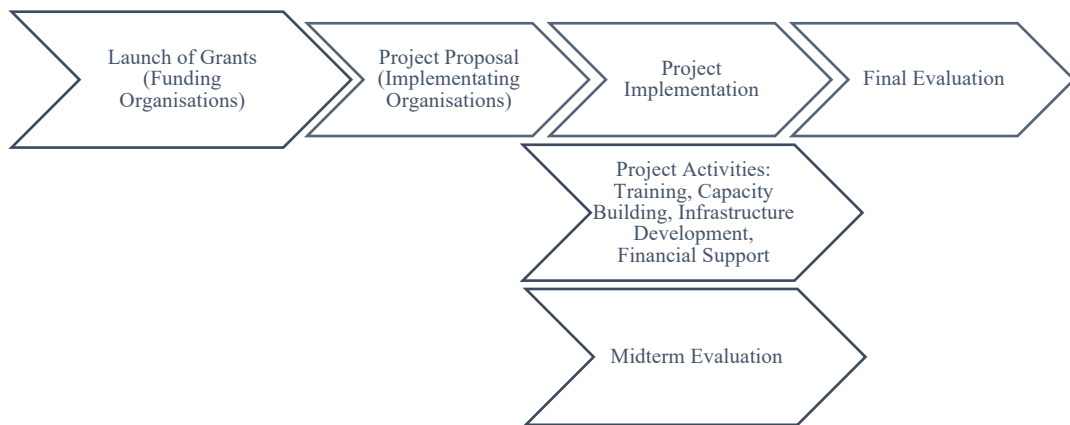 Launch of Grants
(Funding
Organisations)
Project Proposal
(Implementating
Organisations)
Project
Implementation
Final Evaluation
Project Activities:
Training, Capacity
Building, Infrastructure
Development,
Financial Support
Midterm Evaluation